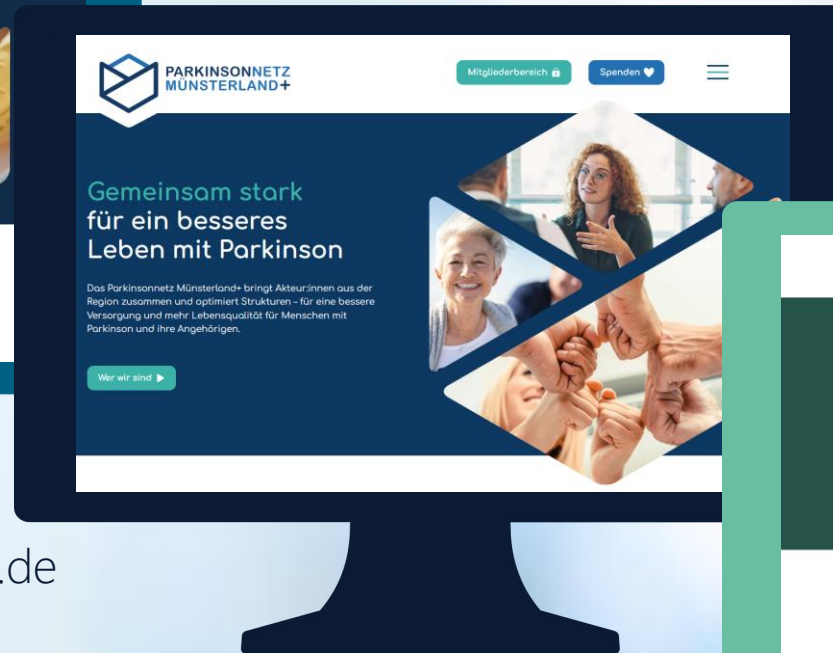 PARKINSONNETZ
MÜNSTERLAND+
Mitgliederbereich
Spenden
Gemeinsam stark
für ein besseres
Leben mit Parkinson
Das Parkinsonnetz Münsterland+ bringt Akteur:innen aus der
Region zusammen und optimiert Strukturen – für eine bessere
Versorgung und mehr Lebensqualität für Menschen mit
Parkinson und ihre Angehörigen.
Wer wir sind
.de